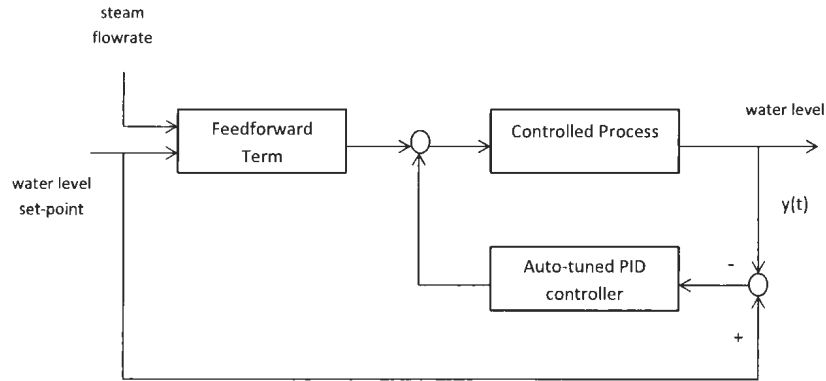 steam
flowrate
Feedforward
Term
Controlled Process
water level
water level
set-point
y(t)
-
Auto-tuned PID
controller
+